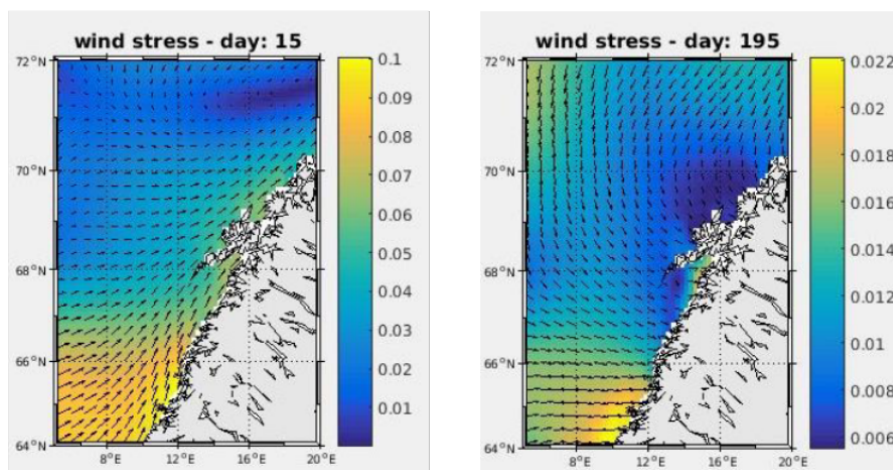 wind stress - day: 15
72°N
70°N
68°N
66°N
64°N
8°E
12°E
16°E
20°E
0.1
0.09
0.08
0.07
0.06
0.05
0.04
0.03
0.02
0.01
wind stress - day: 195
72°N
70°N
68°N
66°N
64°N
8°E
12°E
16°E
20°E
0.022
0.02
0.018
0.016
0.014
0.012
0.01
0.008
0.006